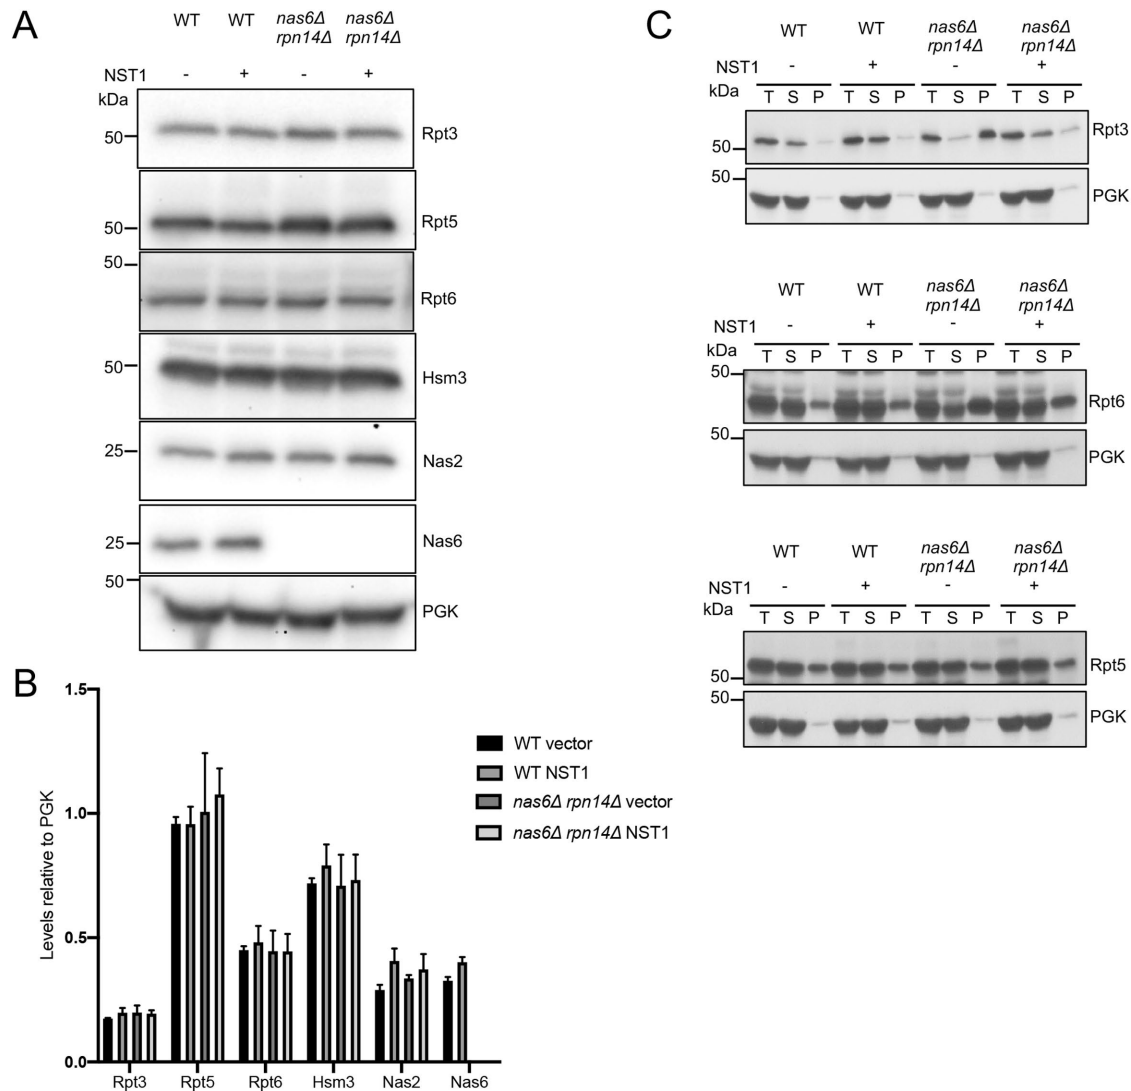 A
WT WT nas6Δ nas6Δ
rpn14Δ rpn14Δ
NST1 - + - +
kDa
50 Rpt3
50 Rpt5
50
Rpt6
50 Hsm3
25 Nas2
25 Nas6
50
PGK
B
1.5
1.0
0.5
0.0
Levels relative to PGK
WT vector
WT NST1
nas6Δ rpn14Δ vector
nas6Δ rpn14Δ NST1
Rpt3 Rpt5 Rpt6 Hsm3 Nas2 Nas6
C
WT WT nas6Δ nas6Δ
rpn14Δ rpn14Δ
NST1 - + - +
kDa T S P T S P T S P T S P
50 Rpt3
50
PGK
WT WT nas6Δ nas6Δ
rpn14Δ rpn14Δ
NST1 - + - +
kDa T S P T S P T S P T S P
50
Rpt6
50
PGK
WT WT nas6Δ nas6Δ
rpn14Δ rpn14Δ
NST1 - + - +
kDa
T S P T S P T S P T S P
50 Rpt5
50
PGK